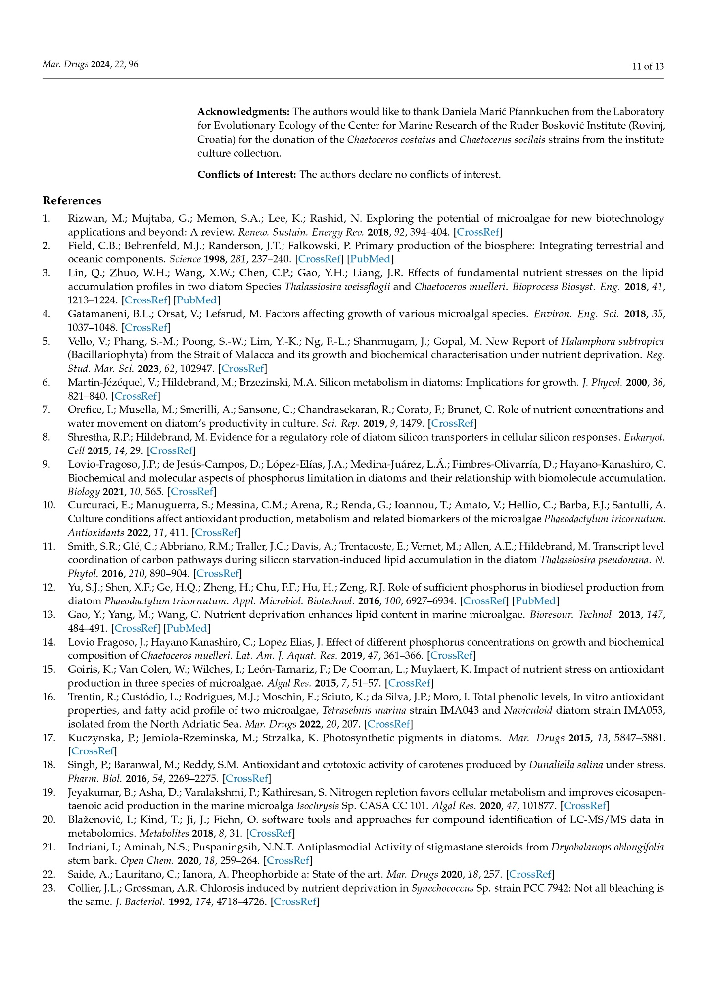 Mar. Drugs 2024, 22, 96
11 of 13
Acknowledgments: The authors would like to thank Daniela Marić Pfannkuchen from the Laboratory
for Evolutionary Ecology of the Center for Marine Research of the Ruđer Bosković Institute (Rovinj,
Croatia) for the donation of the Chaetoceros costatus and Chaetocerus socilais strains from the institute
culture collection.
Conflicts of Interest: The authors declare no conflicts of interest.
References
1. Rizwan, M.; Mujtaba, G.; Memon, S.A.; Lee, K.; Rashid, N. Exploring the potential of microalgae for new biotechnology
applications and beyond: A review. Renew. Sustain. Energy Rev. 2018, 92, 394–404. [CrossRef]
2. Field, C.B.; Behrenfeld, M.J.; Randerson, J.T.; Falkowski, P. Primary production of the biosphere: Integrating terrestrial and
oceanic components. Science 1998, 281, 237–240. [CrossRef] [PubMed]
3. Lin, Q.; Zhuo, W.H.; Wang, X.W.; Chen, C.P.; Gao, Y.H.; Liang, J.R. Effects of fundamental nutrient stresses on the lipid
accumulation profiles in two diatom Species Thalassiosira weissflogii and Chaetoceros muelleri. Bioprocess Biosyst. Eng. 2018, 41,
1213–1224. [CrossRef] [PubMed]
4. Gatamaneni, B.L.; Orsat, V.; Lefsrud, M. Factors affecting growth of various microalgal species. Environ. Eng. Sci. 2018, 35,
1037–1048. [CrossRef]
5. Vello, V.; Phang, S.-M.; Poong, S.-W.; Lim, Y.-K.; Ng, F.-L.; Shanmugam, J.; Gopal, M. New Report of Halamphora subtropica
(Bacillariophyta) from the Strait of Malacca and its growth and biochemical characterisation under nutrient deprivation. Reg.
Stud. Mar. Sci. 2023, 62, 102947. [CrossRef]
6. Martin-Jézéquel, V.; Hildebrand, M.; Brzezinski, M.A. Silicon metabolism in diatoms: Implications for growth. J. Phycol. 2000, 36,
821–840. [CrossRef]
7. Orefice, I.; Musella, M.; Smerilli, A.; Sansone, C.; Chandrasekaran, R.; Corato, F.; Brunet, C. Role of nutrient concentrations and
water movement on diatom’s productivity in culture. Sci. Rep. 2019, 9, 1479. [CrossRef]
8. Shrestha, R.P.; Hildebrand, M. Evidence for a regulatory role of diatom silicon transporters in cellular silicon responses. Eukaryot.
Cell 2015, 14, 29. [CrossRef]
9. Lovio-Fragoso, J.P.; de Jesús-Campos, D.; López-Elías, J.A.; Medina-Juárez, L.Á.; Fimbres-Olivarría, D.; Hayano-Kanashiro, C.
Biochemical and molecular aspects of phosphorus limitation in diatoms and their relationship with biomolecule accumulation.
Biology 2021, 10, 565. [CrossRef]
10. Curcuraci, E.; Manuguerra, S.; Messina, C.M.; Arena, R.; Renda, G.; Ioannou, T.; Amato, V.; Hellio, C.; Barba, F.J.; Santulli, A.
Culture conditions affect antioxidant production, metabolism and related biomarkers of the microalgae Phaeodactylum tricornutum.
Antioxidants 2022, 11, 411. [CrossRef]
11. Smith, S.R.; Glé, C.; Abbriano, R.M.; Traller, J.C.; Davis, A.; Trentacoste, E.; Vernet, M.; Allen, A.E.; Hildebrand, M. Transcript level
coordination of carbon pathways during silicon starvation-induced lipid accumulation in the diatom Thalassiosira pseudonana. N.
Phytol. 2016, 210, 890–904. [CrossRef]
12. Yu, S.J.; Shen, X.F.; Ge, H.Q.; Zheng, H.; Chu, F.F.; Hu, H.; Zeng, R.J. Role of sufficient phosphorus in biodiesel production from
diatom Phaeodactylum tricornutum. Appl. Microbiol. Biotechnol. 2016, 100, 6927–6934. [CrossRef] [PubMed]
13. Gao, Y.; Yang, M.; Wang, C. Nutrient deprivation enhances lipid content in marine microalgae. Bioresour. Technol. 2013, 147,
484–491. [CrossRef] [PubMed]
14. Lovio Fragoso, J.; Hayano Kanashiro, C.; Lopez Elias, J. Effect of different phosphorus concentrations on growth and biochemical
composition of Chaetoceros muelleri. Lat. Am. J. Aquat. Res. 2019, 47, 361–366. [CrossRef]
15. Goiris, K.; Van Colen, W.; Wilches, I.; León-Tamariz, F.; De Cooman, L.; Muylaert, K. Impact of nutrient stress on antioxidant
production in three species of microalgae. Algal Res. 2015, 7, 51–57. [CrossRef]
16. Trentin, R.; Custódio, L.; Rodrigues, M.J.; Moschin, E.; Sciuto, K.; da Silva, J.P.; Moro, I. Total phenolic levels, In vitro antioxidant
properties, and fatty acid profile of two microalgae, Tetraselmis marina strain IMA043 and Naviculoid diatom strain IMA053,
isolated from the North Adriatic Sea. Mar. Drugs 2022, 20, 207. [CrossRef]
17. Kuczynska, P.; Jemiola-Rzeminska, M.; Strzalka, K. Photosynthetic pigments in diatoms. Mar. Drugs 2015, 13, 5847–5881.
[CrossRef]
18. Singh, P.; Baranwal, M.; Reddy, S.M. Antioxidant and cytotoxic activity of carotenes produced by Dunaliella salina under stress.
Pharm. Biol. 2016, 54, 2269–2275. [CrossRef]
19. Jeyakumar, B.; Asha, D.; Varalakshmi, P.; Kathiresan, S. Nitrogen repletion favors cellular metabolism and improves eicosapen-
taenoic acid production in the marine microalga Isochrysis Sp. CASA CC 101. Algal Res. 2020, 47, 101877. [CrossRef]
20. Blaženović, I.; Kind, T.; Ji, J.; Fiehn, O. software tools and approaches for compound identification of LC-MS/MS data in
metabolomics. Metabolites 2018, 8, 31. [CrossRef]
21. Indriani, I.; Aminah, N.S.; Puspaningsih, N.N.T. Antiplasmodial Activity of stigmastane steroids from Dryobalanops oblongifolia
stem bark. Open Chem. 2020, 18, 259–264. [CrossRef]
22. Saide, A.; Lauritano, C.; Ianora, A. Pheophorbide a: State of the art. Mar. Drugs 2020, 18, 257. [CrossRef]
23. Collier, J.L.; Grossman, A.R. Chlorosis induced by nutrient deprivation in Synechococcus Sp. strain PCC 7942: Not all bleaching is
the same. J. Bacteriol. 1992, 174, 4718–4726. [CrossRef]